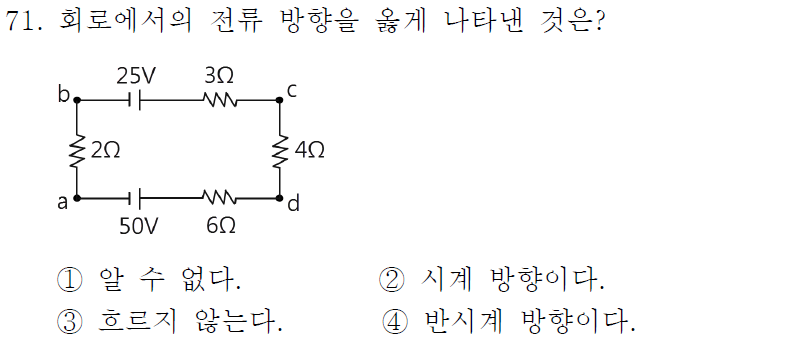 71. 회로에서의 전류 방향을 옳게 나타낸 것은?
25V 3Ω
b c
2Ω 4Ω
a d
50V 6Ω
① 알 수 없다. ② 시계 방향이다.
③ 흐르지 않는다. ④ 반시계 방향이다.